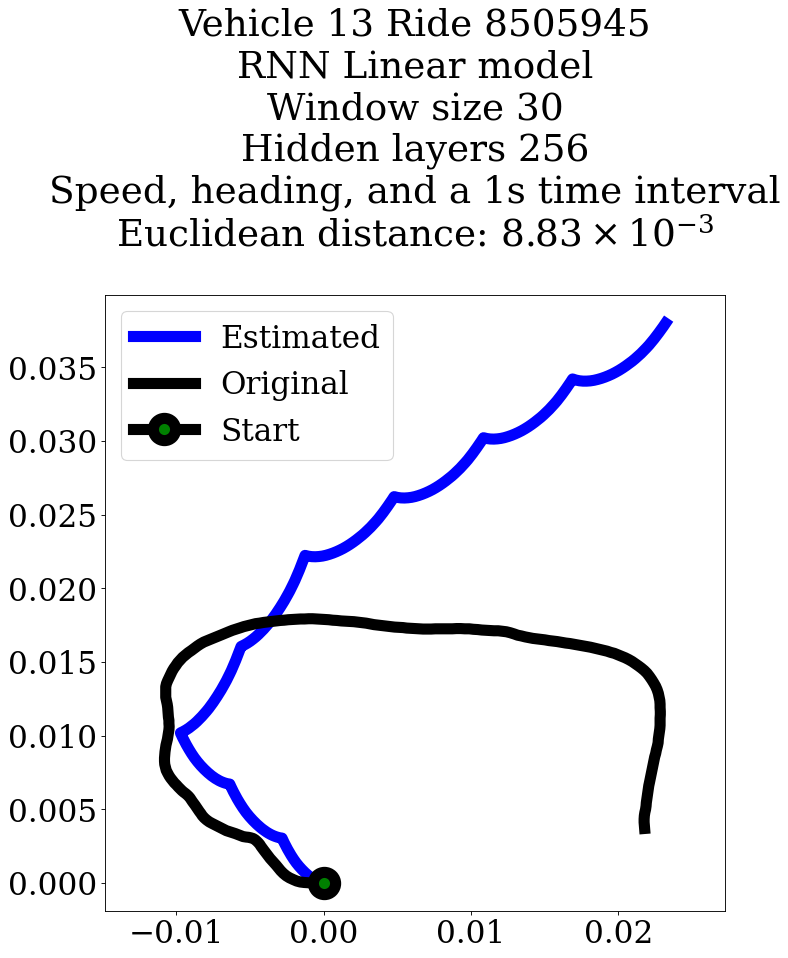 Vehicle 13 Ride 8505945
RNN Linear model
Window size 30
Hidden layers 256
Speed, heading, and a 1s time interval
Euclidean distance: 8.83 × 10⁻³
Estimated
Original
Start
0.035
0.030
0.025
0.020
0.015
0.010
0.005
0.000
−0.01 0.00 0.01 0.02